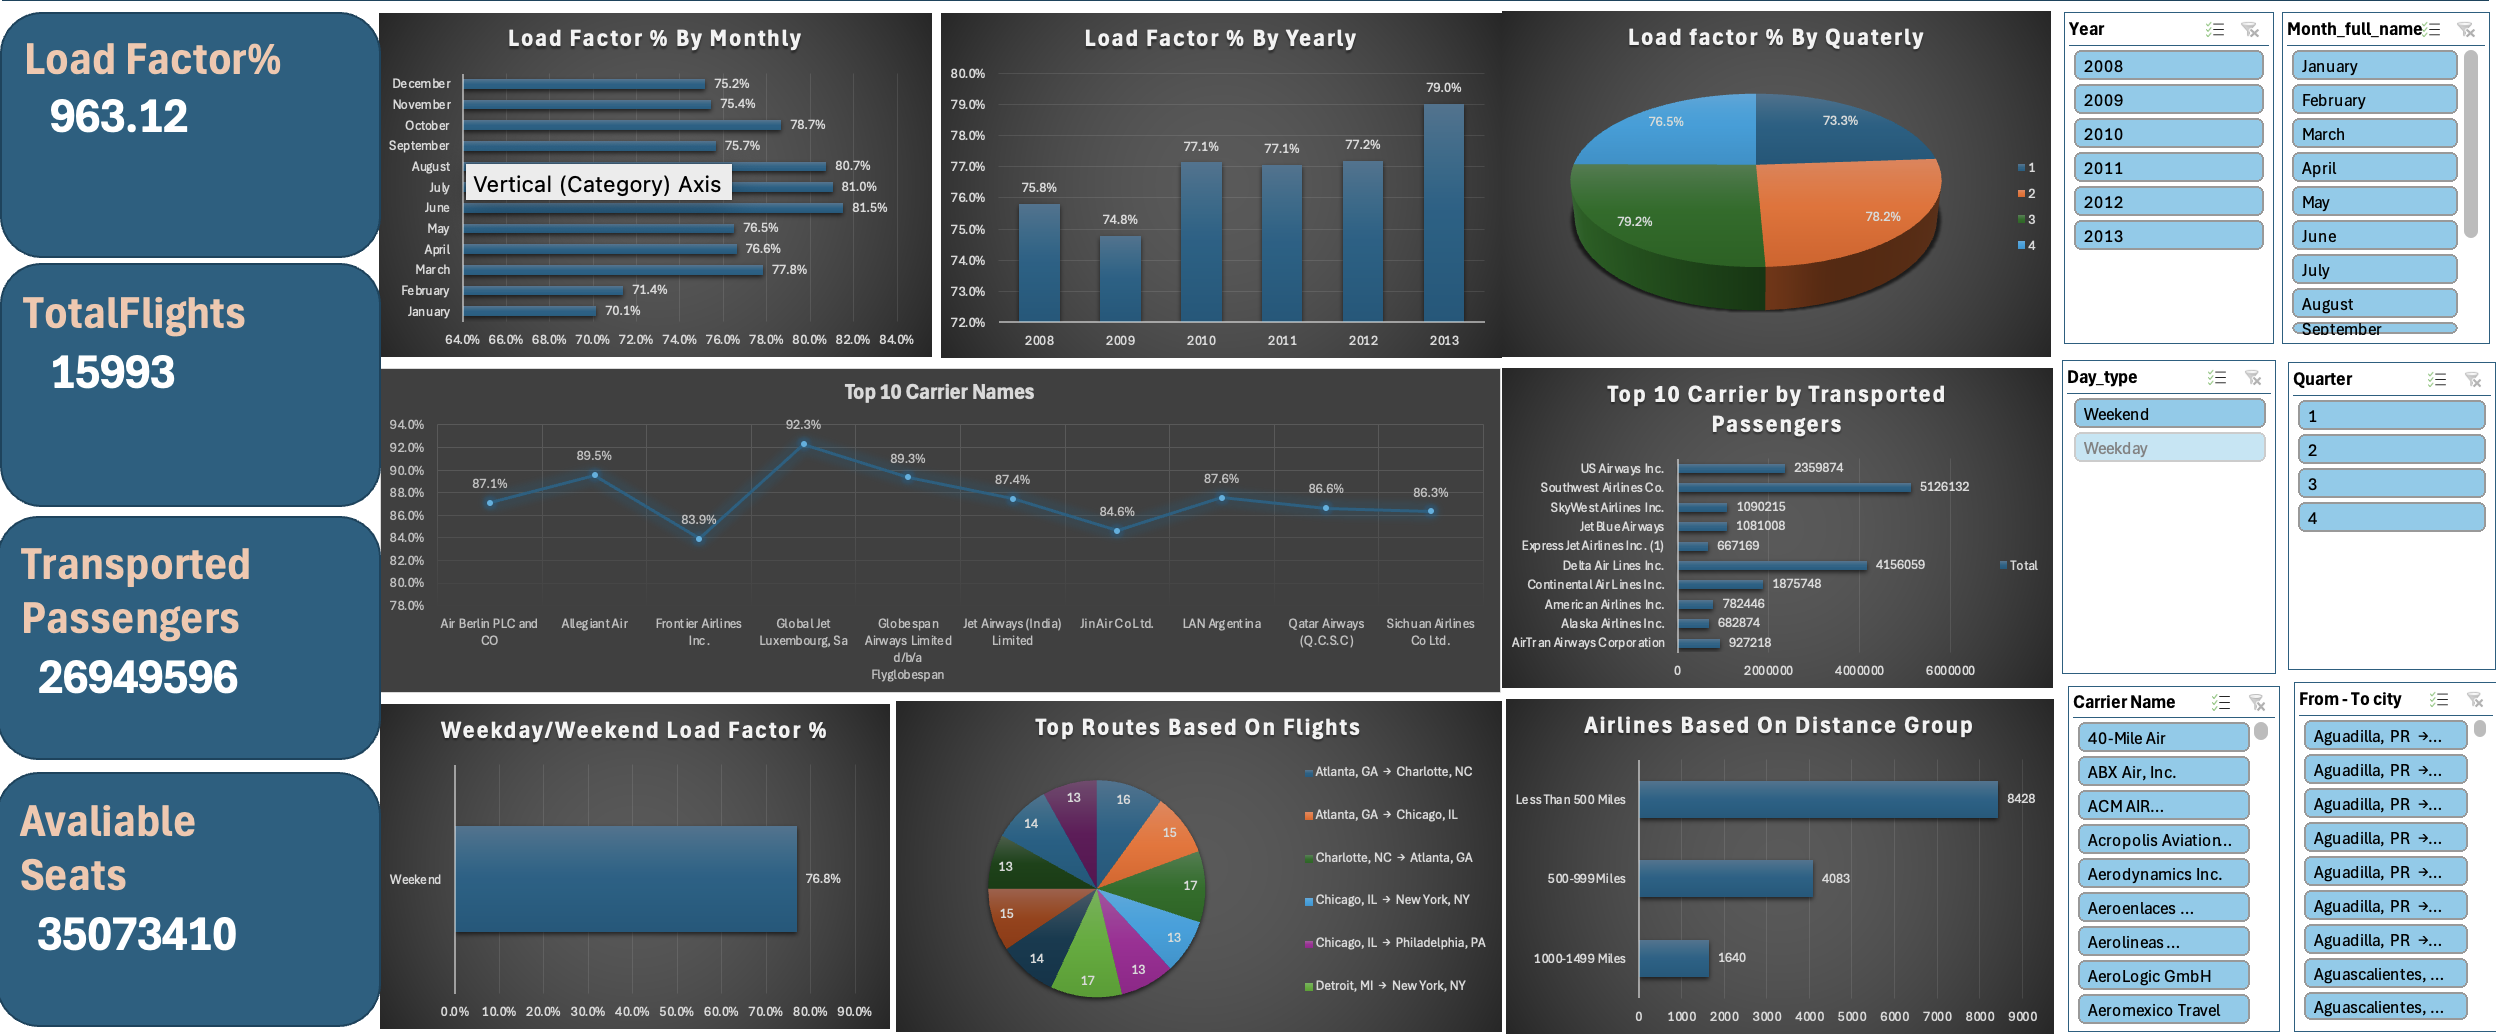 Load Factor%
963.12
TotalFlights
15993
Transported
Passengers
26949596
Avaliable
Seats
35073410
Load Factor % By Monthly
December 75.2%
November 75.4%
October 78.7%
September 75.7%
August 80.7%
July 81.0%
Vertical (Category) Axis
June 81.5%
May 76.5%
April 76.6%
March 77.8%
February 71.4%
January 70.1%
64.0% 66.0% 68.0% 70.0% 72.0% 74.0% 76.0% 78.0% 80.0% 82.0% 84.0%
Load Factor % By Yearly
80.0%
79.0%
78.0%
77.0%
76.0%
75.0%
74.0%
73.0%
72.0%
75.8% 74.8% 77.1% 77.1% 77.2% 79.0%
2008 2009 2010 2011 2012 2013
Load factor % By Quaterly
76.5% 73.3%
79.2% 78.2%
1
2
3
4
Year
2008
2009
2010
2011
2012
2013
Month_full_name
January
February
March
April
May
June
July
August
September
Top 10 Carrier Names
94.0%
92.0%
90.0%
88.0%
86.0%
84.0%
82.0%
80.0%
78.0%
87.1% 89.5% 83.9% 92.3% 89.3% 87.4% 84.6% 87.6% 86.6% 86.3%
Air Berlin PLC and
CO
Allegiant Air
Frontier Airlines
Inc.
Global Jet
Luxembourg, Sa
Globespan
Airways Limited
d/b/a
Flyglobespan
Jet Airways (India)
Limited
Jin Air Co Ltd.
LAN Argentina
Qatar Airways
(Q.C.S.C)
Sichuan Airlines
Co Ltd.
Top 10 Carrier by Transported
Passengers
US Airways Inc. 2359874
Southwest Airlines Co. 5126132
SkyWest Airlines Inc. 1090215
JetBlue Airways 1081008
ExpressJet Airlines Inc. (1) 667169
Delta Air Lines Inc. 4156059
Continental Air Lines Inc. 1875748
American Airlines Inc. 782446
Alaska Airlines Inc. 682874
AirTran Airways Corporation 927218
0 2000000 4000000 6000000
Total
Day_type
Weekend
Weekday
Quarter
1
2
3
4
Weekday/Weekend Load Factor %
Weekend 76.8%
0.0% 10.0% 20.0% 30.0% 40.0% 50.0% 60.0% 70.0% 80.0% 90.0%
Top Routes Based On Flights
16
15
17
13
13
17
14
15
13
14
13
Atlanta, GA → Charlotte, NC
Atlanta, GA → Chicago, IL
Charlotte, NC → Atlanta, GA
Chicago, IL → New York, NY
Chicago, IL → Philadelphia, PA
Detroit, MI → New York, NY
Airlines Based On Distance Group
Less Than 500 Miles 8428
500-999 Miles 4083
1000-1499 Miles 1640
0 1000 2000 3000 4000 5000 6000 7000 8000 9000
Carrier Name
40-Mile Air
ABX Air, Inc.
ACM AIR...
Acropolis Aviation...
Aerodynamics Inc.
Aeroenlaces ...
Aerolineas ...
AeroLogic GmbH
Aeromexico Travel
From - To city
Aguadilla, PR →...
Aguadilla, PR →...
Aguadilla, PR →...
Aguadilla, PR →...
Aguadilla, PR →...
Aguadilla, PR →...
Aguadilla, PR →...
Aguascalientes, ...
Aguascalientes, ...